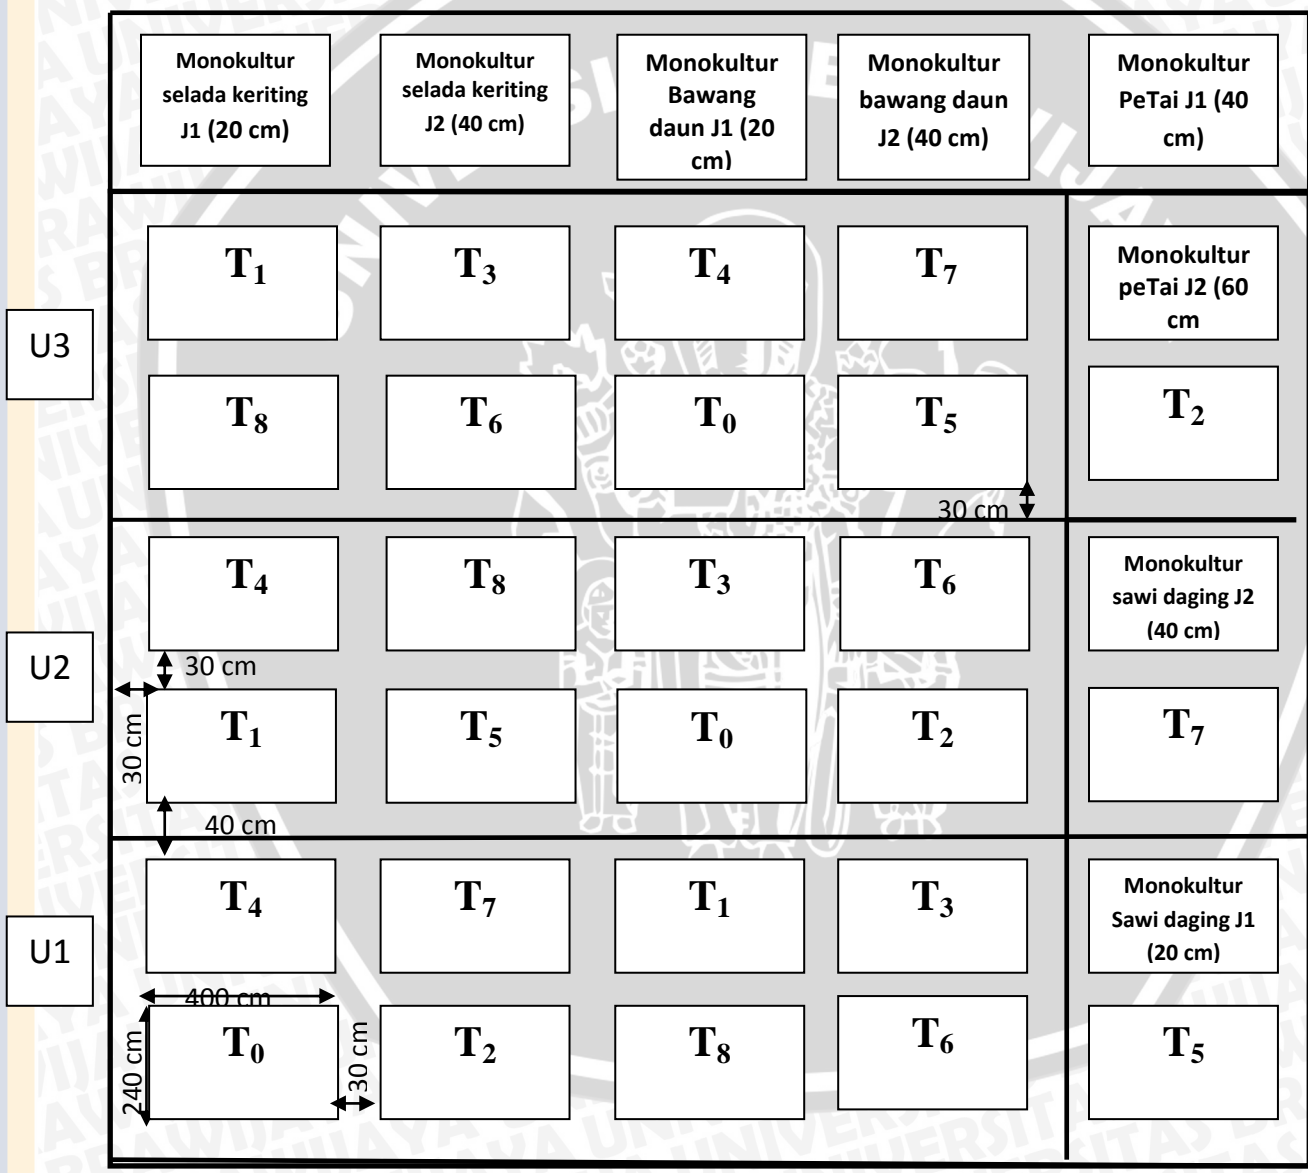 Monokultur
selada keriting
J1 (20 cm)
Monokultur
selada keriting
J2 (40 cm)
Monokultur
Bawang
daun J1 (20
cm)
Monokultur
bawang daun
J2 (40 cm)
Monokultur
PeTai J1 (40
cm)
U3
T1
T3
T4
T7
Monokultur
peTai J2 (60
cm
T8
T6
T0
T5
T2
30 cm
U2
T4
T8
T3
T6
Monokultur
sawi daging J2
(40 cm)
30 cm
30 cm
T1
T5
T0
T2
T7
40 cm
U1
T4
T7
T1
T3
Monokultur
Sawi daging J1
(20 cm)
400 cm
240 cm
T0
30 cm
T2
T8
T6
T5